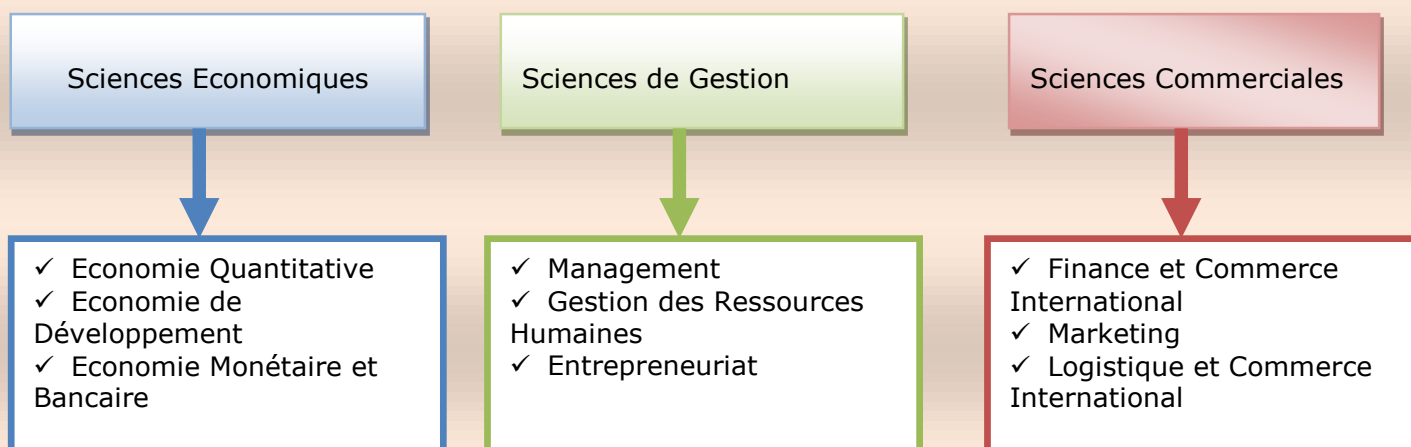 Sciences Economiques
Sciences de Gestion
Sciences Commerciales
✓ Economie Quantitative
✓ Economie de
Développement
✓ Economie Monétaire et
Bancaire
✓ Management
✓ Gestion des Ressources
Humaines
✓ Entrepreneuriat
✓ Finance et Commerce
International
✓ Marketing
✓ Logistique et Commerce
International